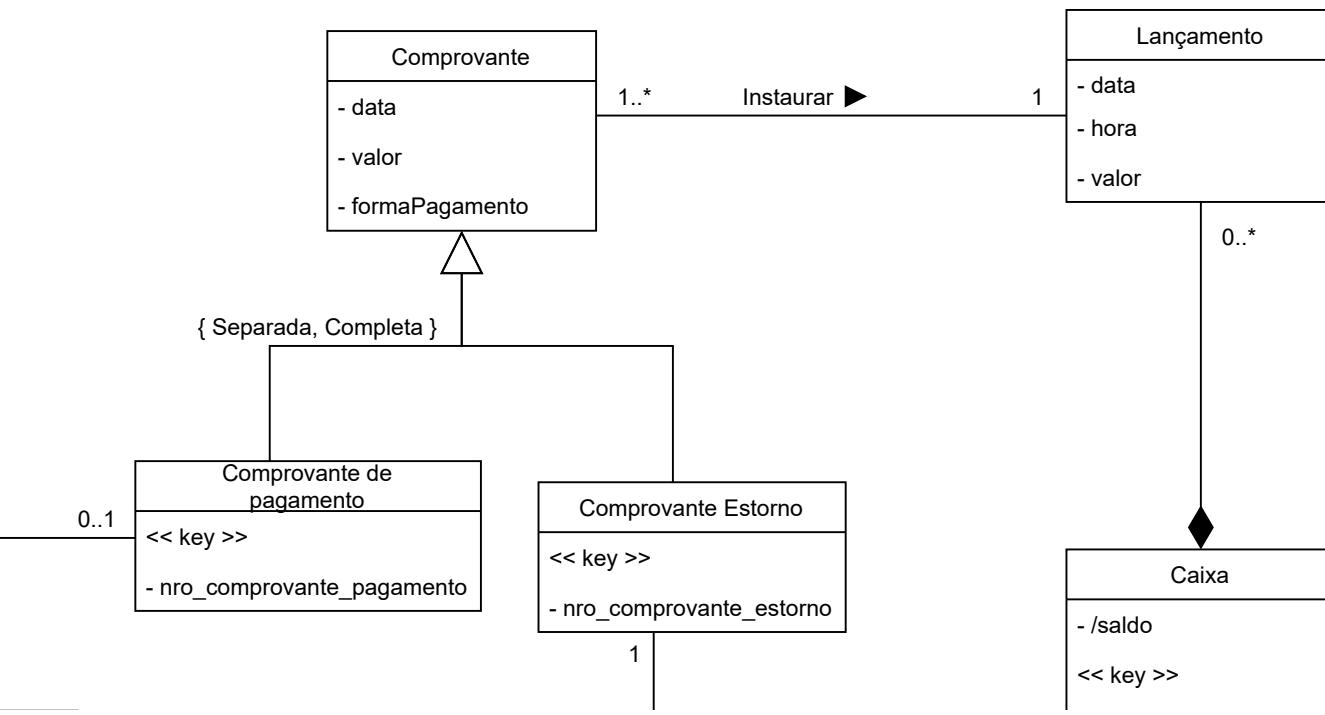 Comprovante
- data
- valor
- formaPagamento
1..*
Instaurar
1
Lançamento
- data
- hora
- valor
0..*
{ Separada, Completa }
Comprovante de
pagamento
<< key >>
- nro_comprovante_pagamento
0..1
Comprovante Estorno
<< key >>
- nro_comprovante_estorno
1
Caixa
- /saldo
<< key >>